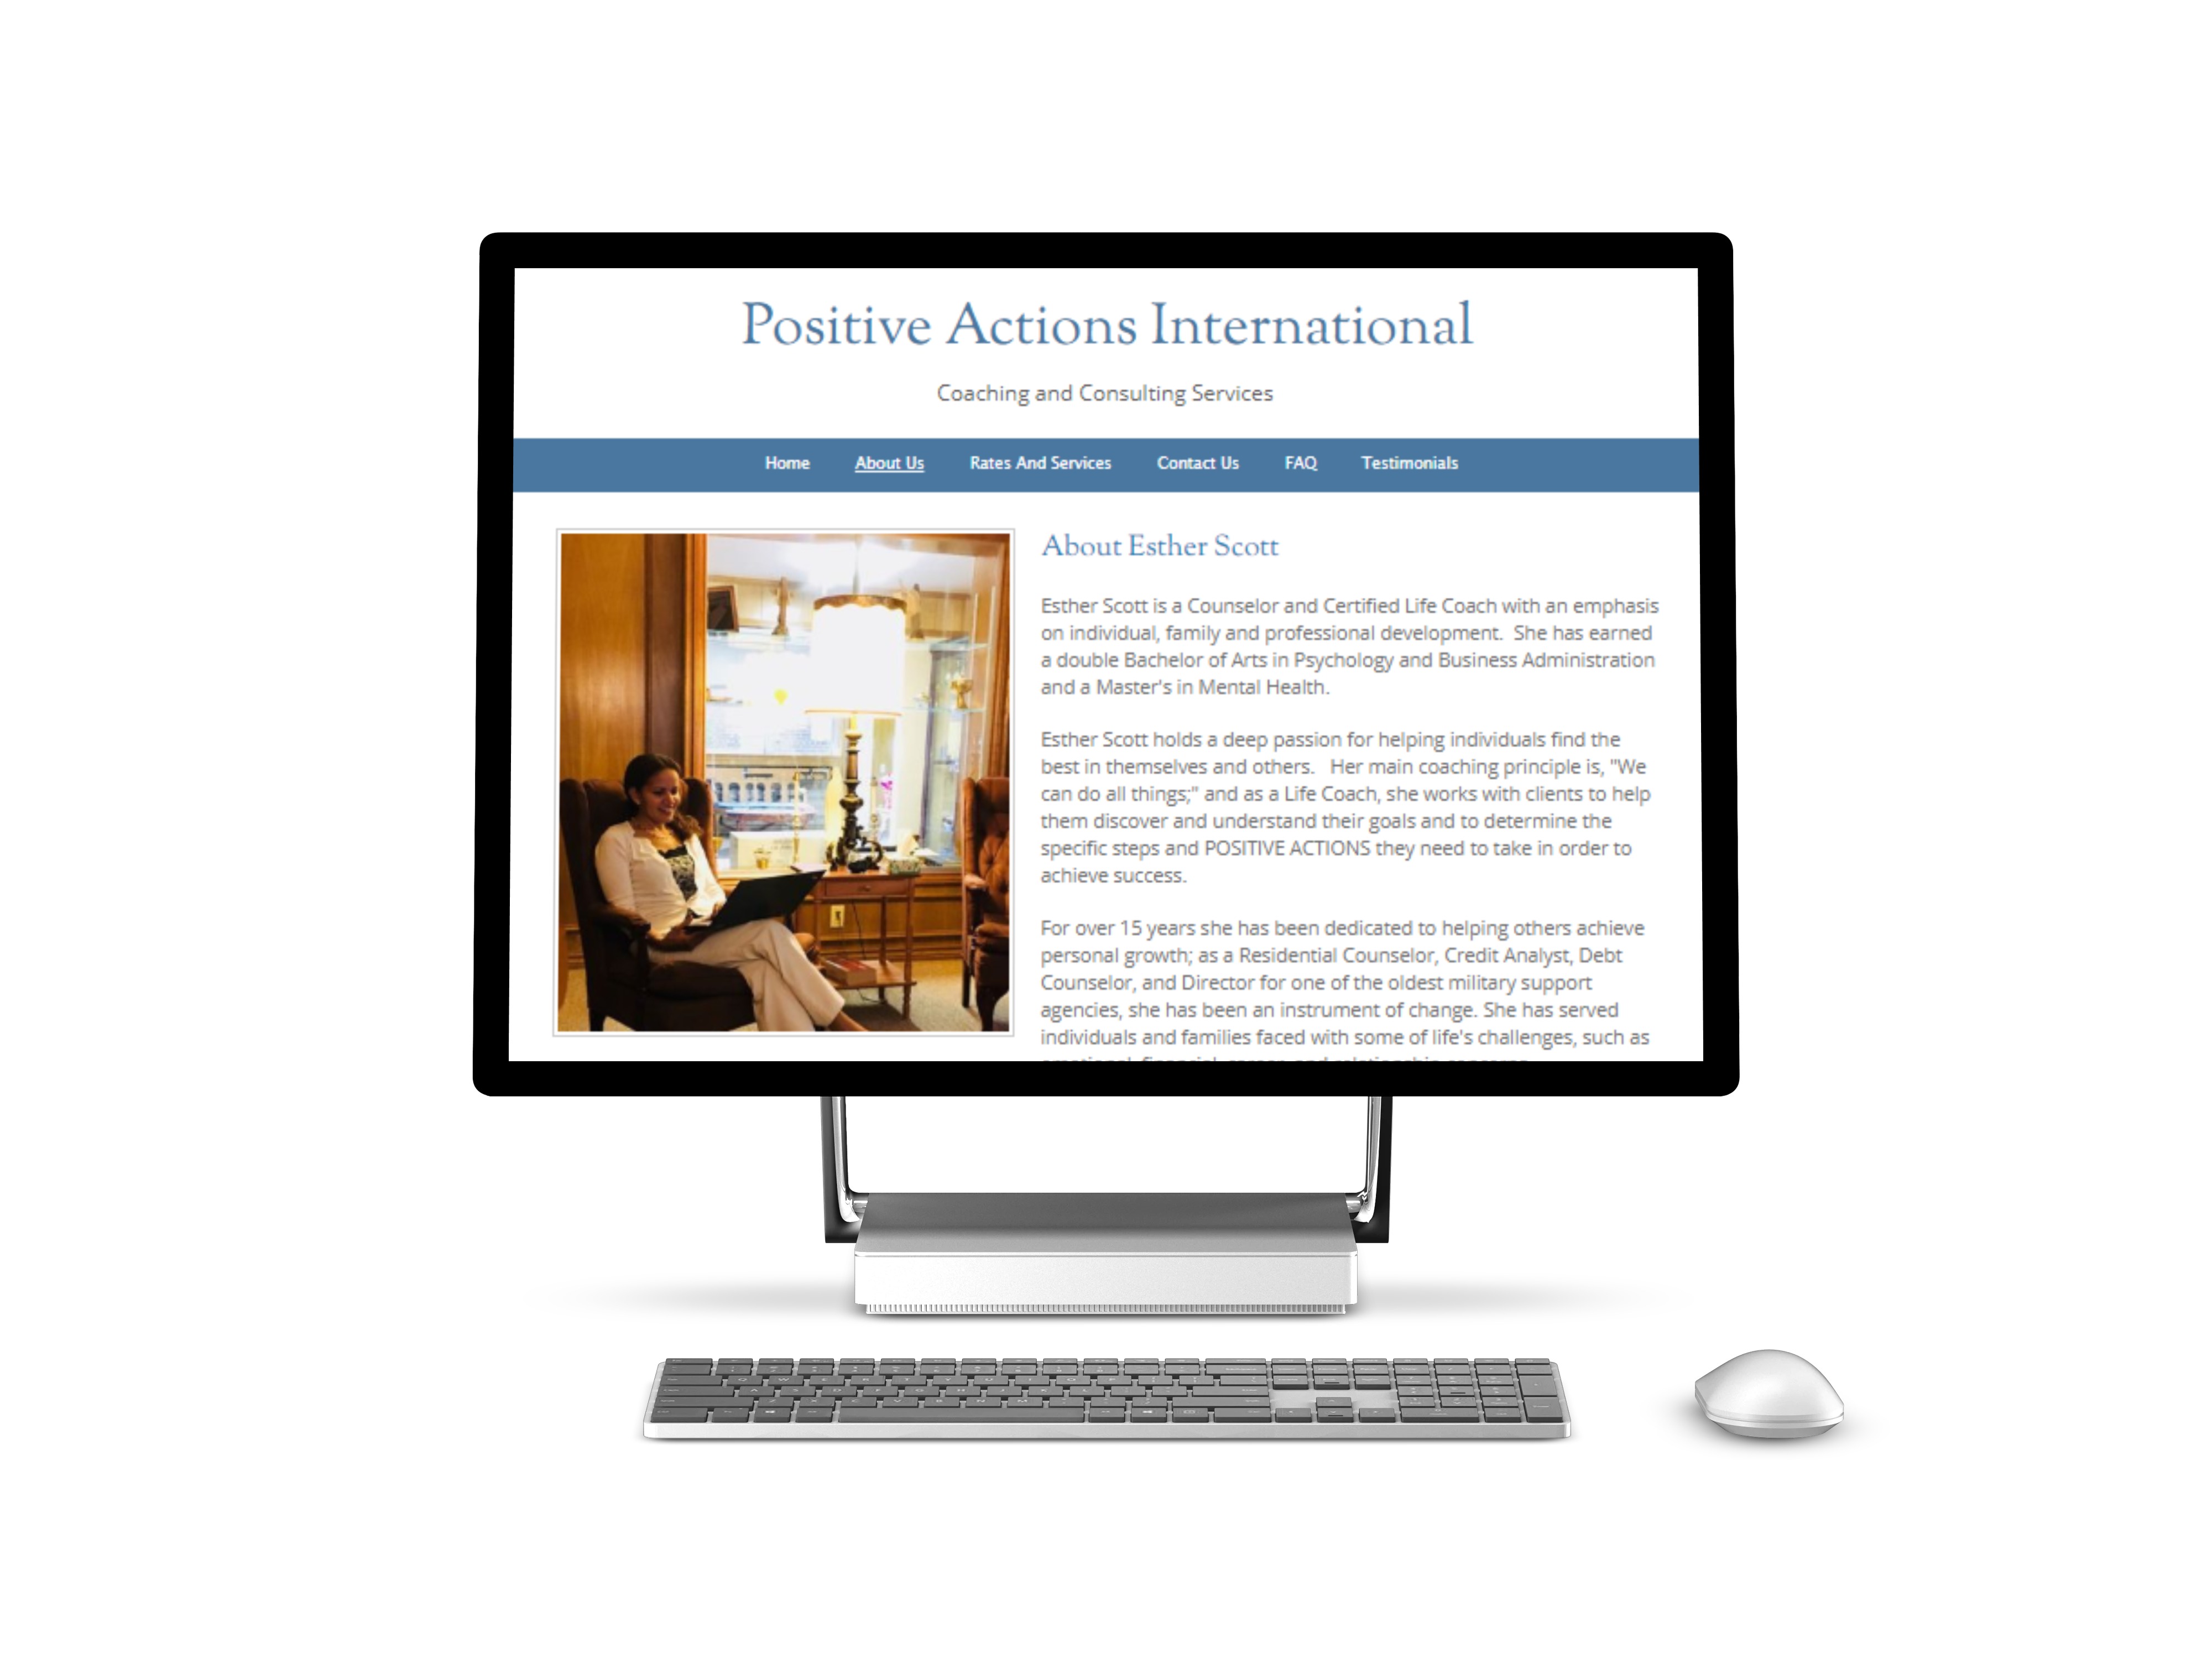 Positive Actions International
Coaching and Consulting Services
Home About Us Rates And Services Contact Us FAQ Testimonials
About Esther Scott
Esther Scott is a Counselor and Certified Life Coach with an emphasis
on individual, family and professional development. She has earned
a double Bachelor of Arts in Psychology and Business Administration
and a Master's in Mental Health.
Esther Scott holds a deep passion for helping individuals find the
best in themselves and others. Her main coaching principle is, "We
can do all things;" and as a Life Coach, she works with clients to help
them discover and understand their goals and to determine the
specific steps and POSITIVE ACTIONS they need to take in order to
achieve success.
For over 15 years she has been dedicated to helping others achieve
personal growth; as a Residential Counselor, Credit Analyst, Debt
Counselor, and Director for one of the oldest military support
agencies, she has been an instrument of change. She has served
individuals and families faced with some of life's challenges, such as